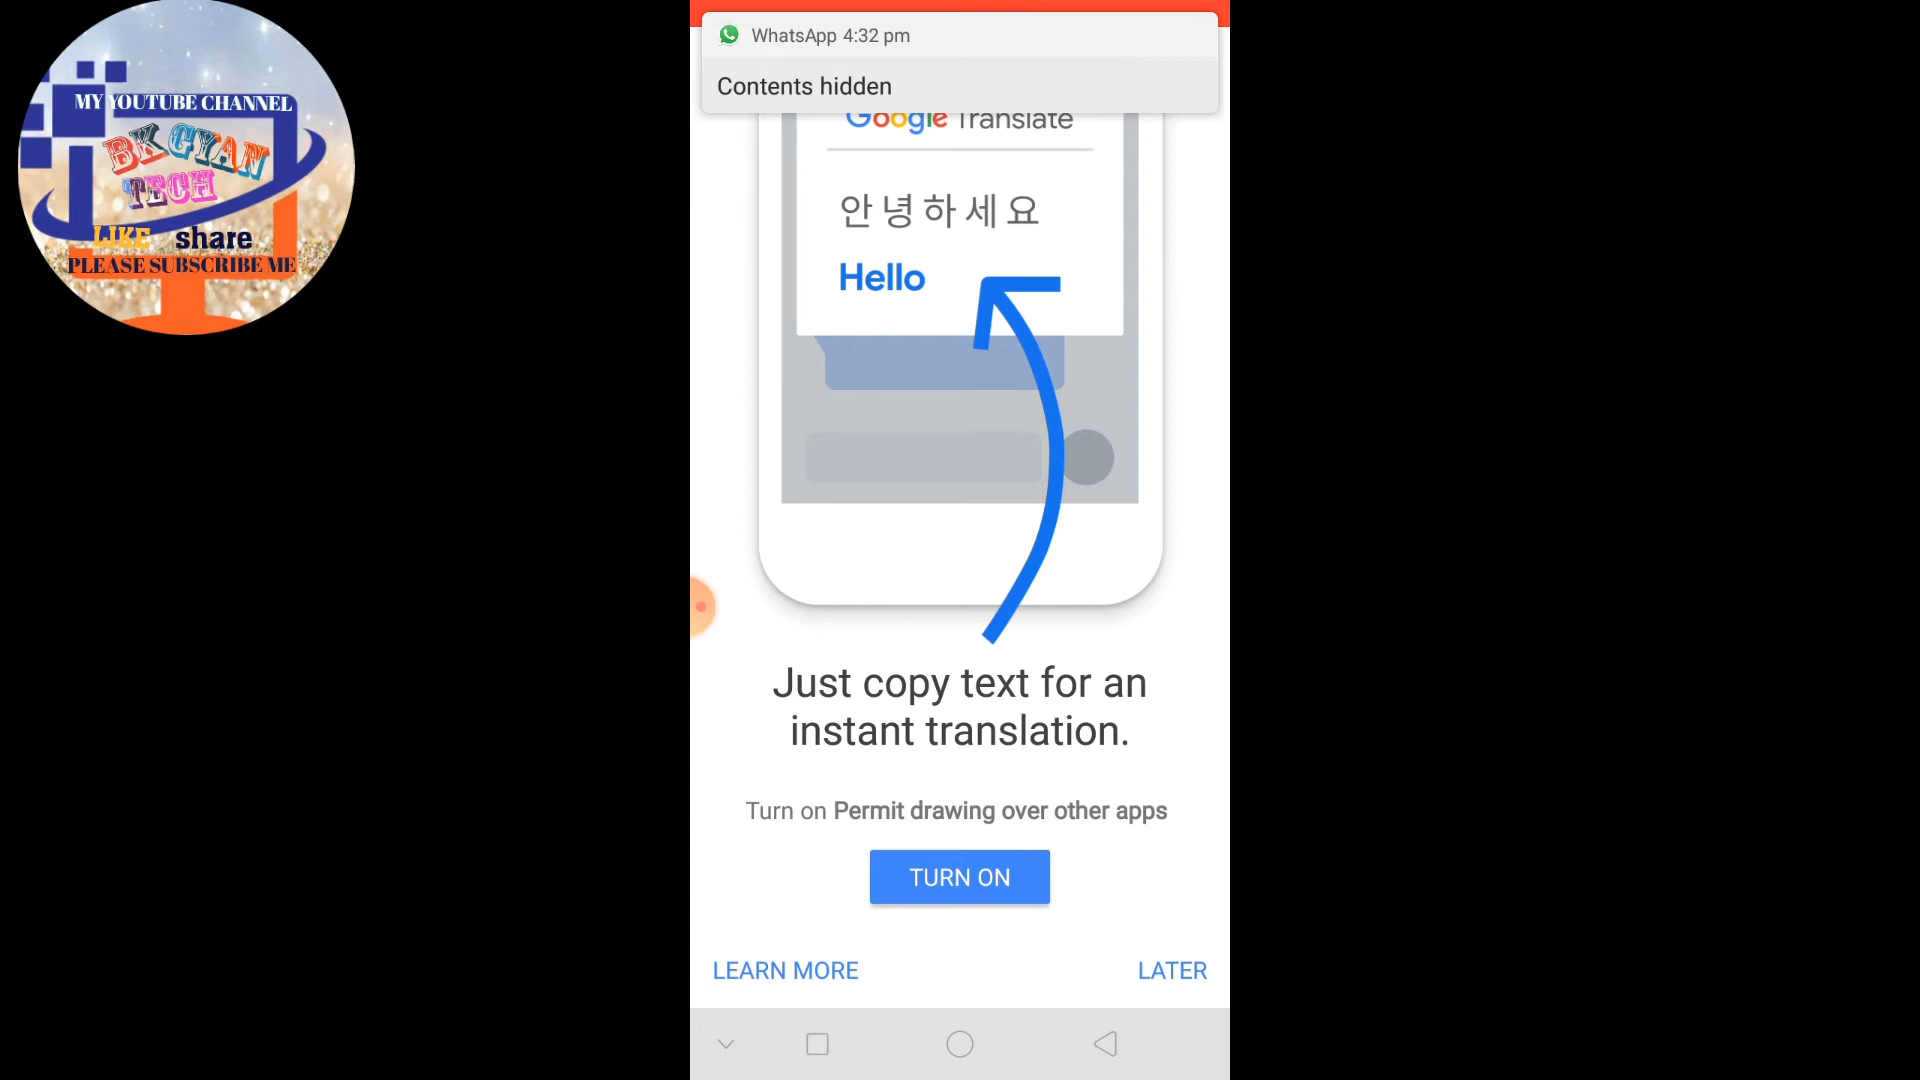 MY YOUTUBE CHANNEL
BK GYAN
TECH
LIKE share
PLEASE SUBSCRIBE ME
WhatsApp 4:32 pm
Contents hidden
Google Translate
안녕하세요
Hello
Just copy text for an
instant translation.
Turn on Permit drawing over other apps
TURN ON
LEARN MORE
LATER